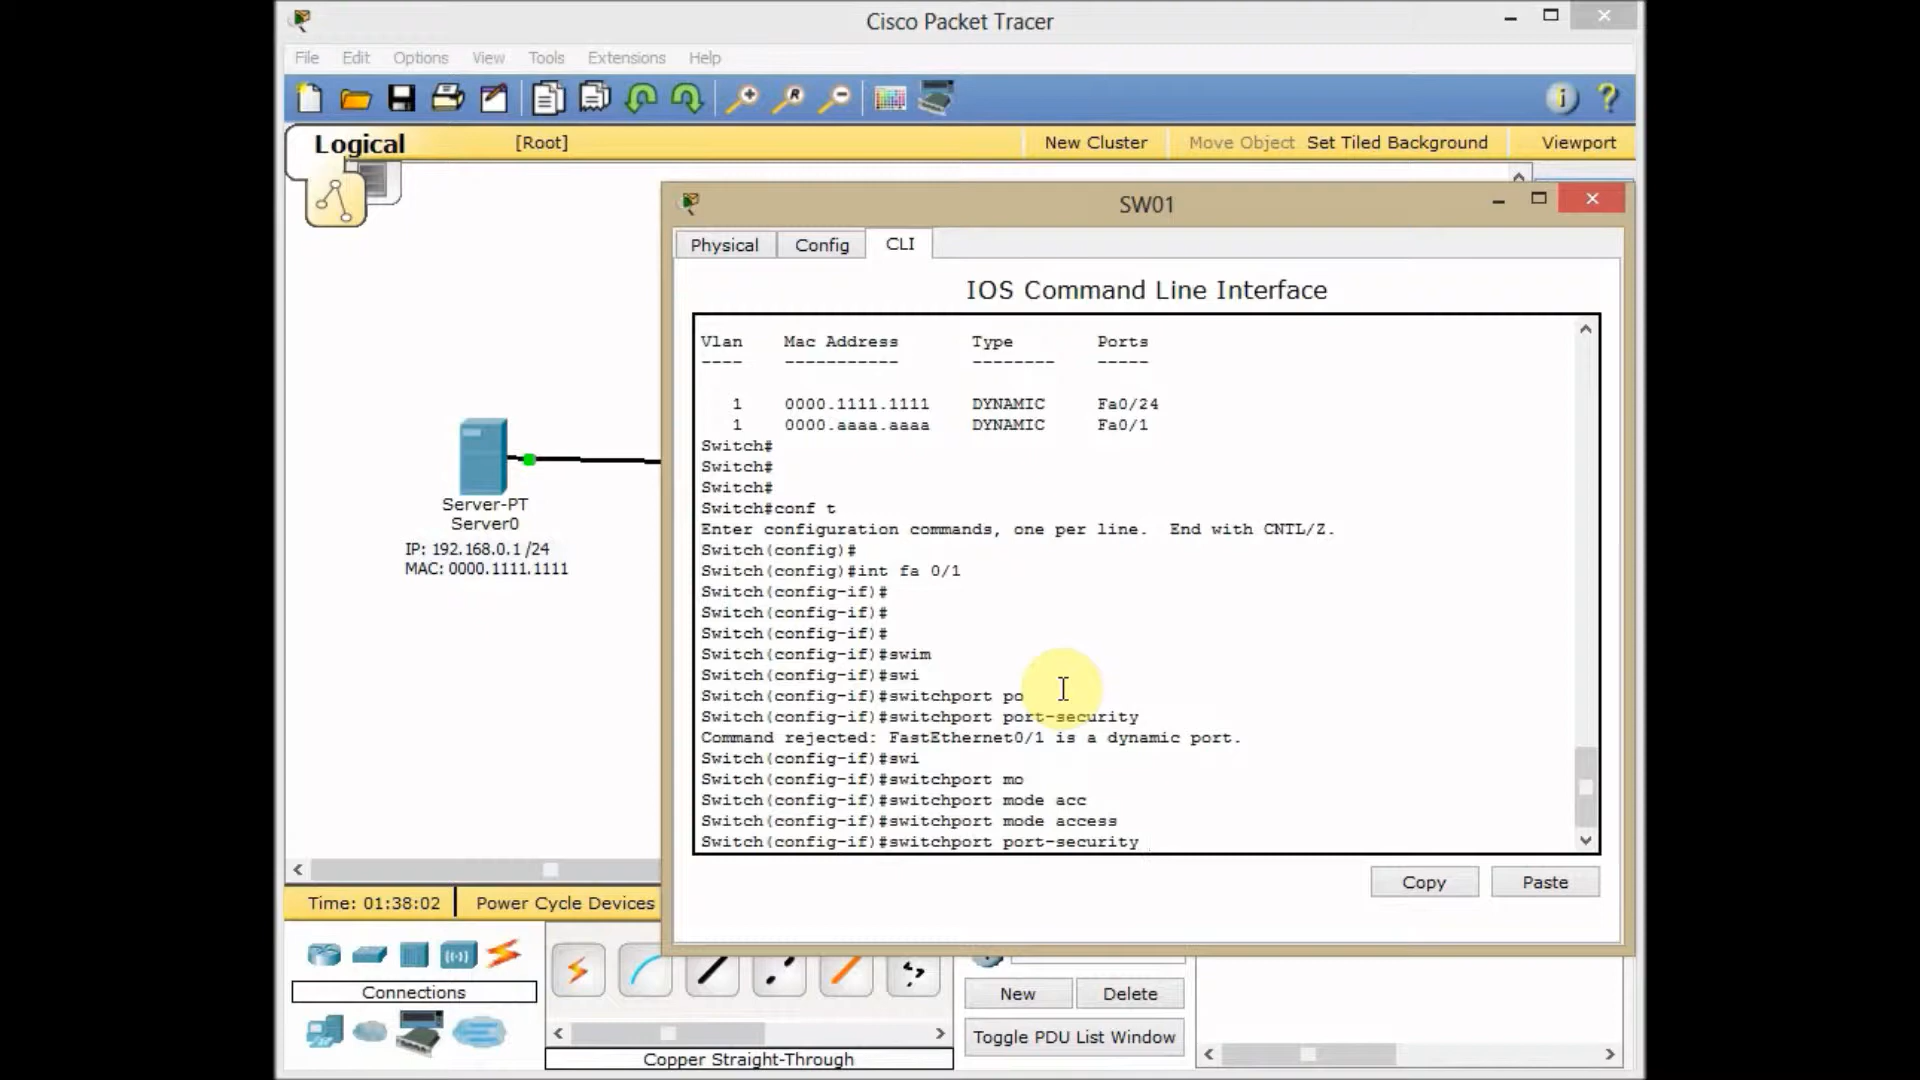 Cisco Packet Tracer
File Edit Options View Tools Extensions Help
Logical [Root] New Cluster Move Object Set Tiled Background Viewport
SW01
Physical Config CLI
IOS Command Line Interface
Vlan Mac Address Type Ports
---- ----------- -------- -----
1 0000.1111.1111 DYNAMIC Fa0/24
1 0000.aaaa.aaaa DYNAMIC Fa0/1
Switch#
Switch#
Switch#
Switch#conf t
Enter configuration commands, one per line. End with CNTL/Z.
Switch(config)#
Switch(config)#int fa 0/1
Switch(config-if)#
Switch(config-if)#
Switch(config-if)#
Switch(config-if)#swim
Switch(config-if)#swi
Switch(config-if)#switchport po
Switch(config-if)#switchport port-security
Command rejected: FastEthernet0/1 is a dynamic port.
Switch(config-if)#swi
Switch(config-if)#switchport mo
Switch(config-if)#switchport mode acc
Switch(config-if)#switchport mode access
Switch(config-if)#switchport port-security
Copy Paste
Server-PT
Server0
IP: 192.168.0.1 /24
MAC: 0000.1111.1111
Time: 01:38:02 Power Cycle Devices
Connections
New Delete
Toggle PDU List Window
Copper Straight-Through